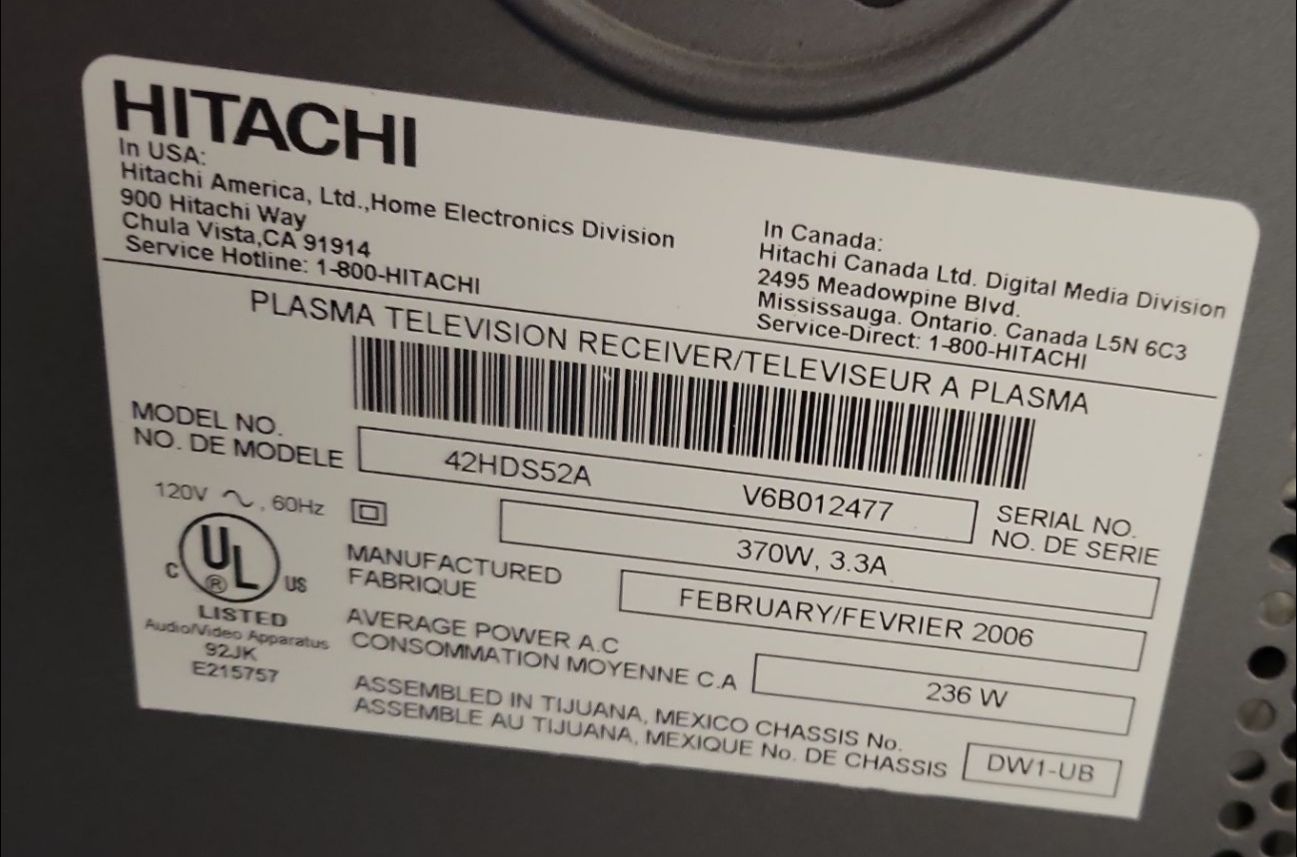 HITACHI
In USA:
Hitachi America, Ltd.,Home Electronics Division
900 Hitachi Way
Chula Vista,CA 91914
Service Hotline: 1-800-HITACHI
In Canada:
Hitachi Canada Ltd. Digital Media Division
2495 Meadowpine Blvd.
Mississauga. Ontario. Canada L5N 6C3
Service-Direct: 1-800-HITACHI
PLASMA TELEVISION RECEIVER/TELEVISEUR A PLASMA
MODEL NO.
NO. DE MODELE
42HDS52A
V6B012477
SERIAL NO.
NO. DE SERIE
120V ~, 60Hz
370W, 3.3A
C UL ® US
LISTED
Audio/Video Apparatus
92JK
E215757
MANUFACTURED
FABRIQUE
FEBRUARY/FEVRIER 2006
AVERAGE POWER A.C
CONSOMMATION MOYENNE C.A
236 W
ASSEMBLED IN TIJUANA, MEXICO CHASSIS No.
ASSEMBLE AU TIJUANA, MEXIQUE No. DE CHASSIS
DW1-UB